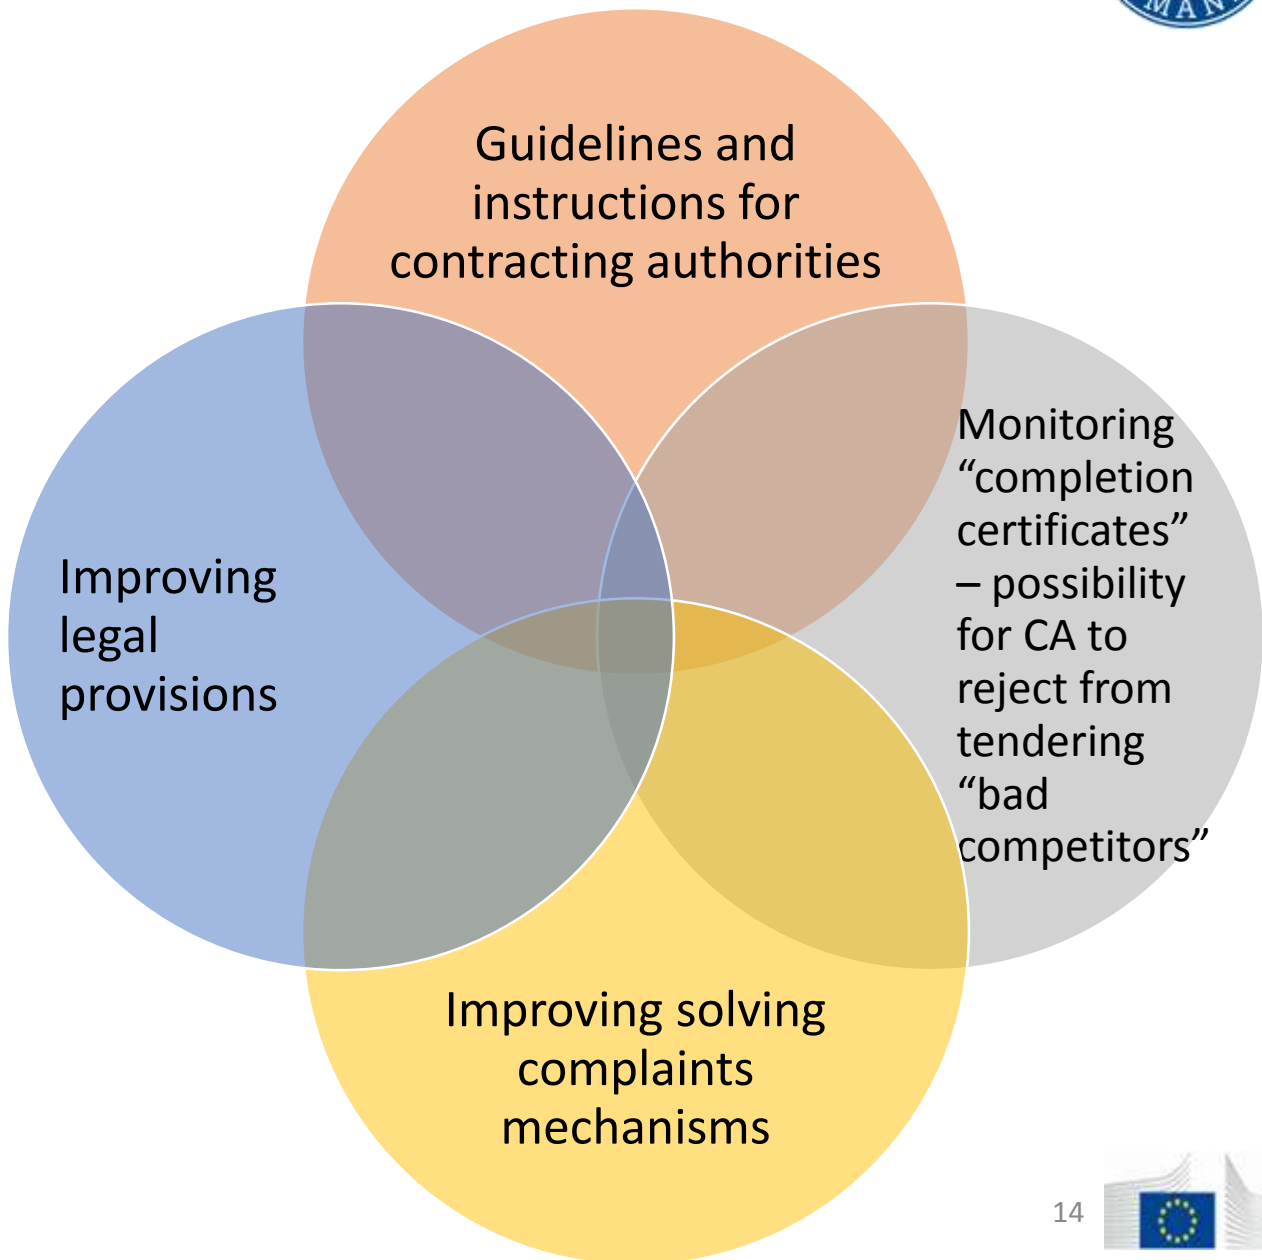 MAN
Guidelines and
instructions for
contracting authorities
Monitoring
“completion
certificates”
– possibility
for CA to
reject from
tendering
“bad
competitors”
Improving
legal
provisions
Improving solving
complaints
mechanisms
14